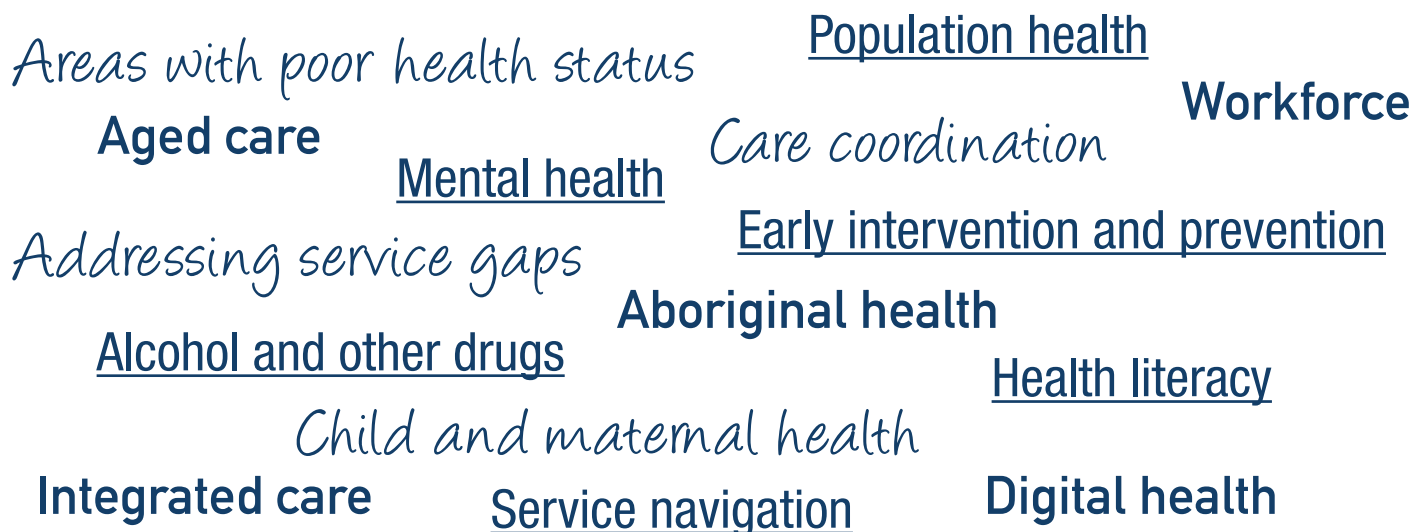 Population health
Areas with poor health status
Workforce
Aged care
Care coordination
Mental health
Early intervention and prevention
Addressing service gaps
Aboriginal health
Alcohol and other drugs
Health literacy
Child and maternal health
Integrated care
Service navigation
Digital health